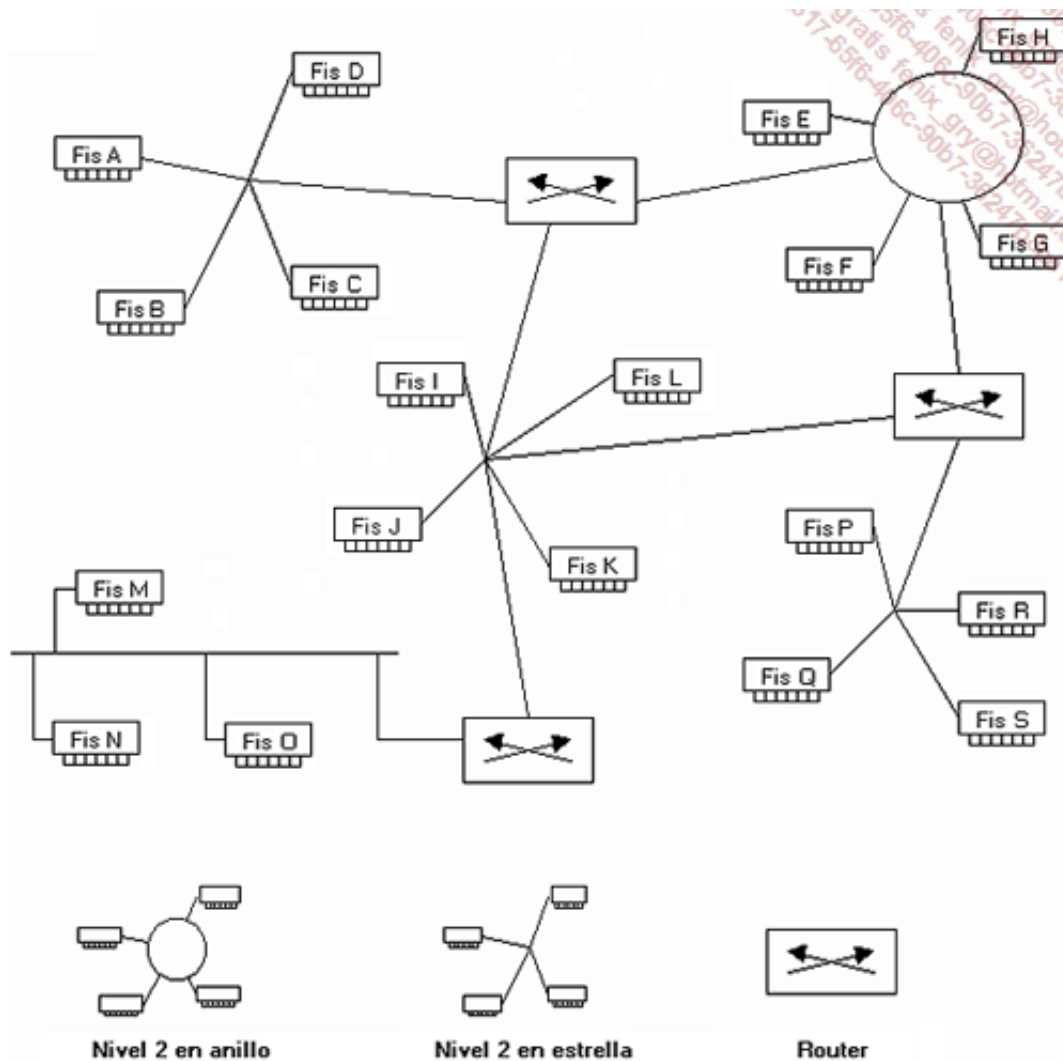 Fis H
Fis D
Fis E
Fis A
Fis G
Fis F
Fis C
Fis B
Fis I
Fis L
Fis J
Fis P
Fis K
Fis M
Fis R
Fis Q
Fis S
Fis N
Fis O
Nivel 2 en anillo
Nivel 2 en estrella
Router